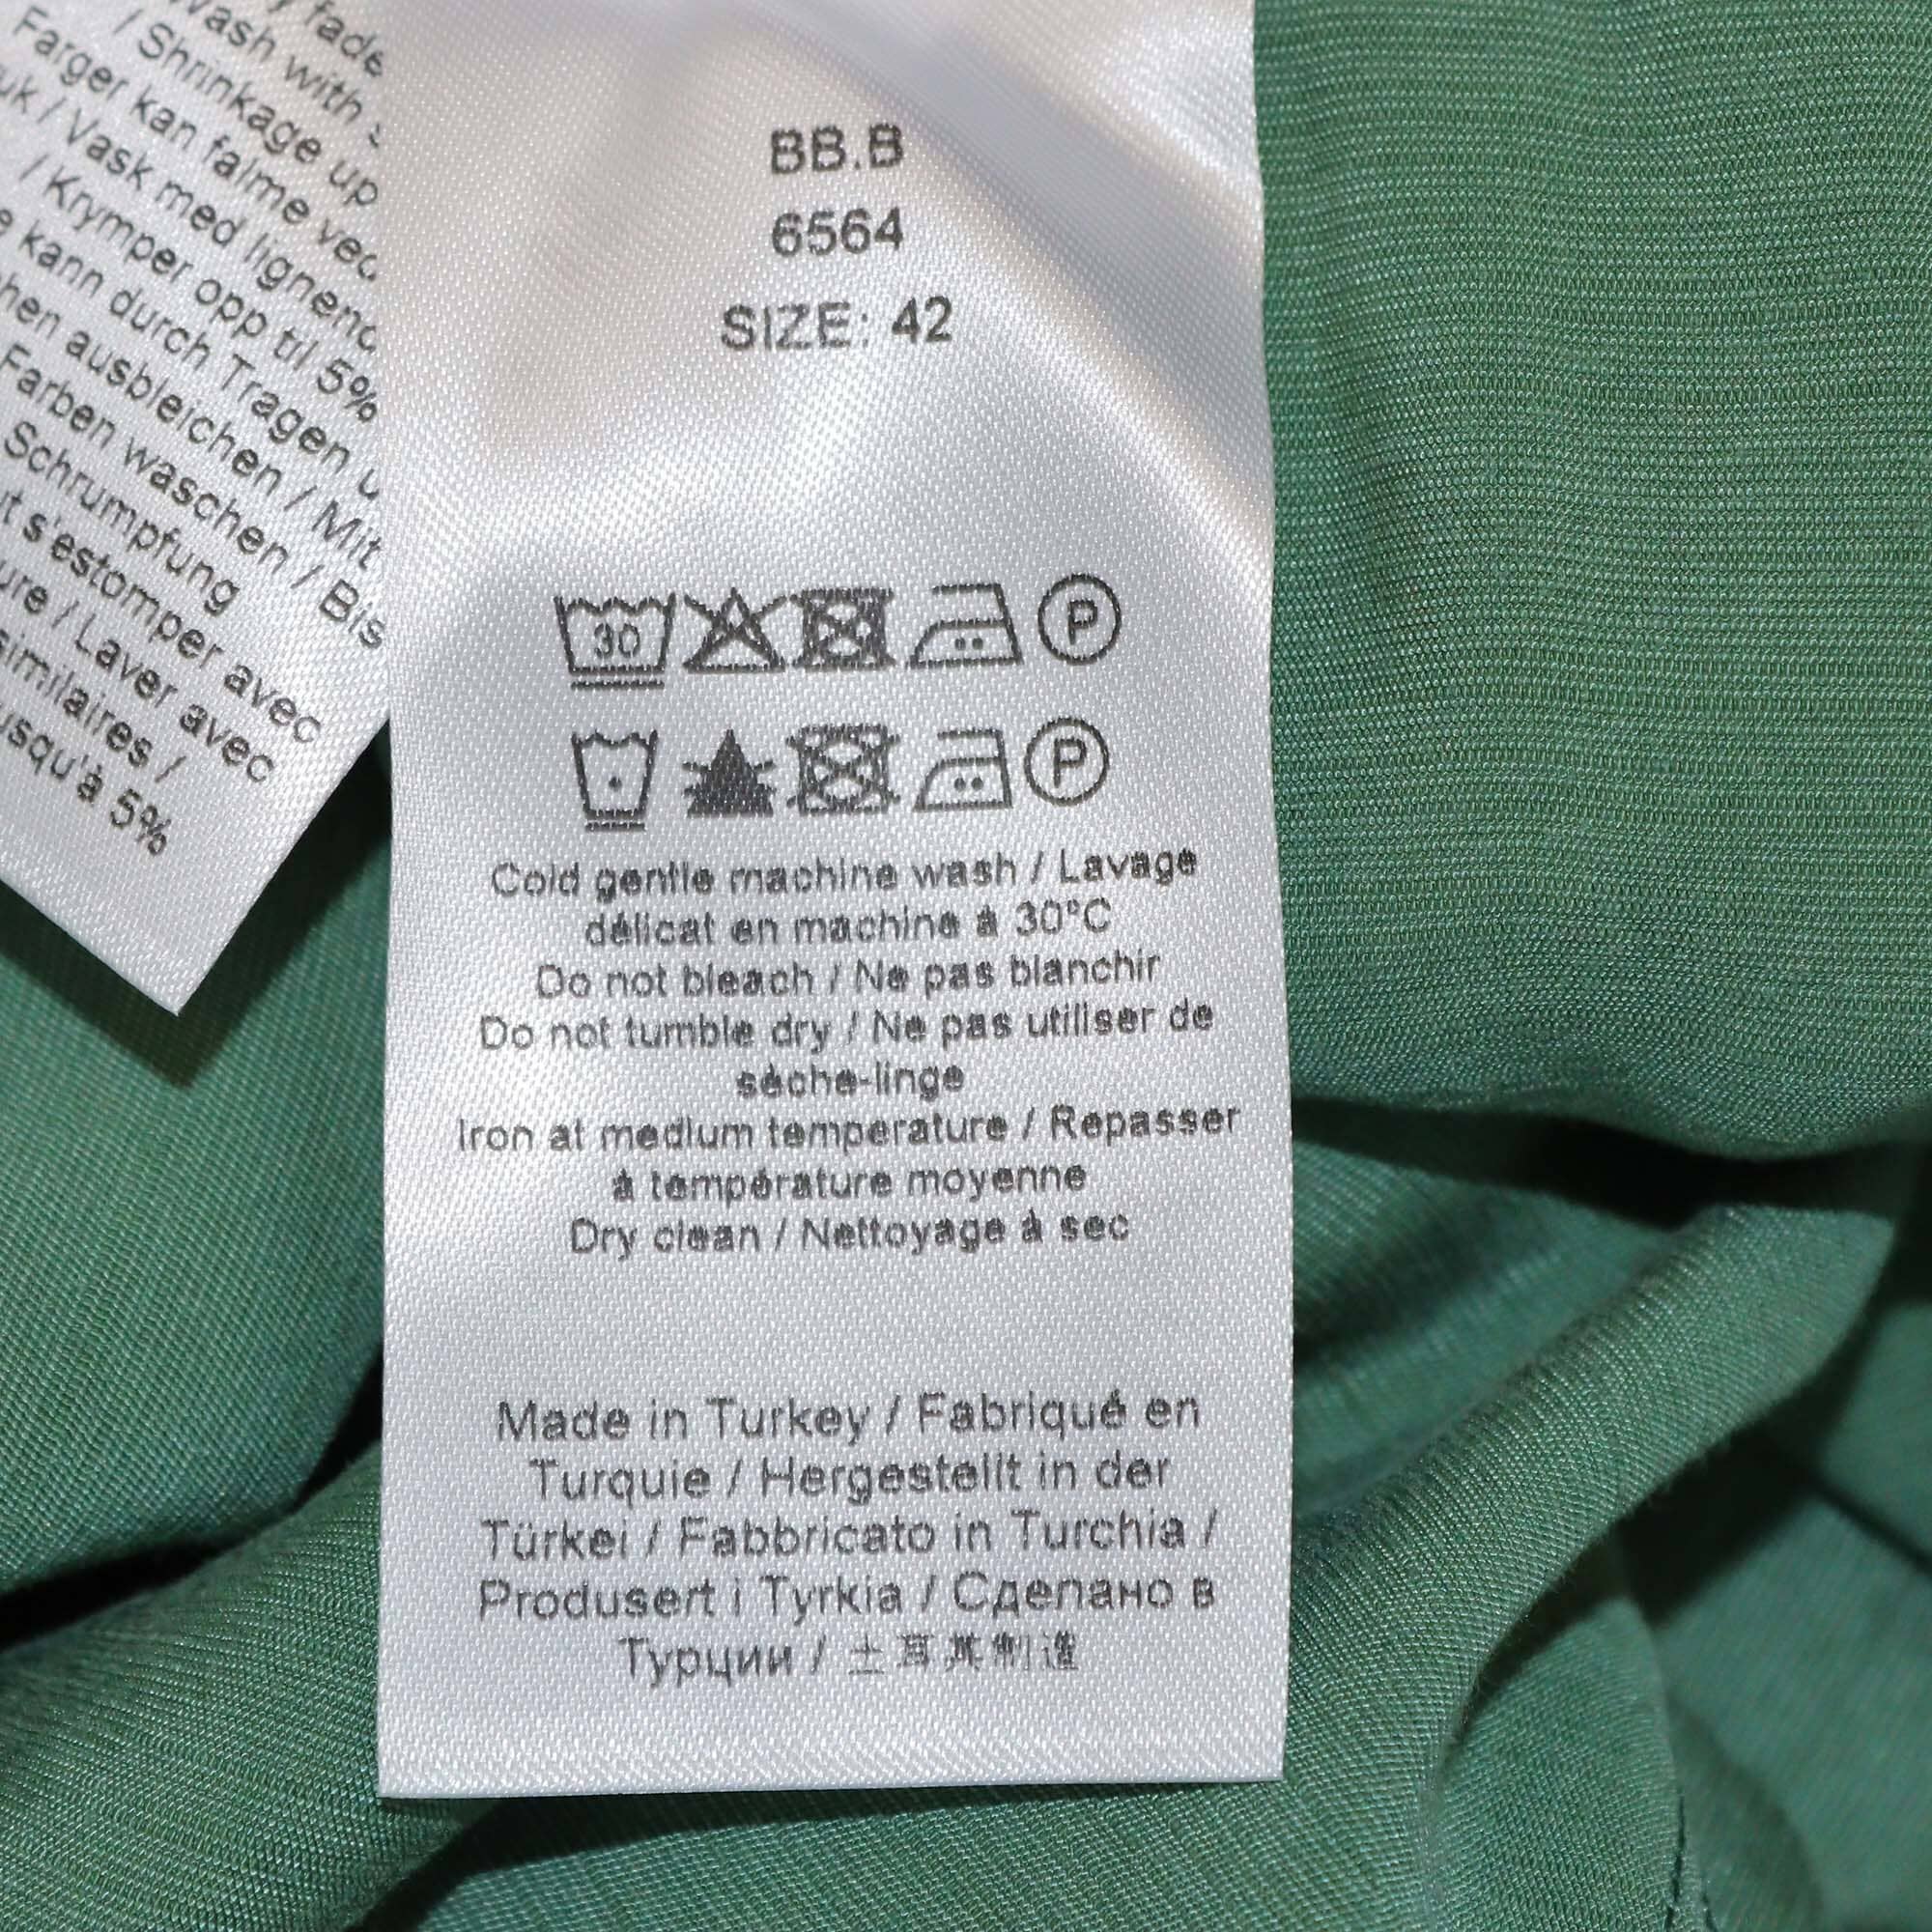 fade
Wash with
/ Shrinkage up
Farger kan falme ved
/ Vask med lignend
/ Krymper opp til 5%
kann durch Tragen u
ausbleichen / Mit
Farben waschen / Bis
Schrumpfung
s'estomper avec
/ Laver avec
similaires /
jusqu'à 5%
BB.B
6564
SIZE: 42
30
P
P
Cold gentle machine wash / Lavage
délicat en machine à 30°C
Do not bleach / Ne pas blanchir
Do not tumble dry / Ne pas utiliser de
sèche-linge
Iron at medium temperature / Repasser
à température moyenne
Dry clean / Nettoyage à sec
Made in Turkey / Fabriqué en
Turquie / Hergestellt in der
Türkei / Fabbricato in Turchia /
Produsert i Tyrkia / Сделано в
Турции / 土耳其制造